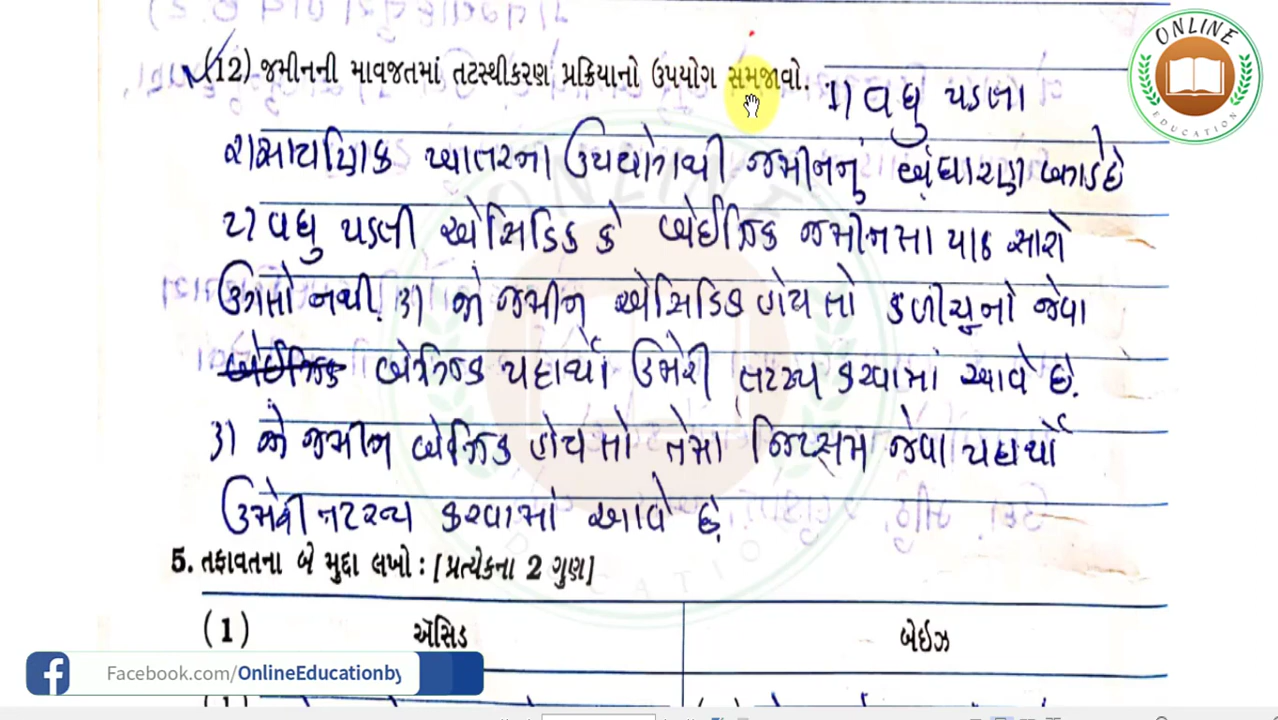 (12) જમીનની માવજતમાં તટસ્થીકરણ પ્રક્રિયાનો ઉપયોગ સમજાવો. 1) વધુ પડતા
રાસાયણિક ખાતરના ઉપયોગથી જમીનનું બંધારણ બગડે છે
2) વધુ પડતી એસિડિક કે બેઈઝિક જમીનમા પાક સારો
ઉગતો નથી. 3) જો જમીન એસિડિક હોય તો કળીચુનો જેવા
બેઝિક પદાર્થો ઉમેરી તટસ્થ કરવામાં આવે છે.
3) જો જમીન બેઝિક હોય તો તેમા જિપ્સમ જેવા પદાર્થો
ઉમેરી તટસ્થ કરવામાં આવે છે.
5. તફાવતના બે મુદ્દા લખો : [પ્રત્યેકના 2 ગુણ]
(1) ઍસિડ બેઇઝ
Facebook.com/OnlineEducationby
ONLINE
EDUCATION